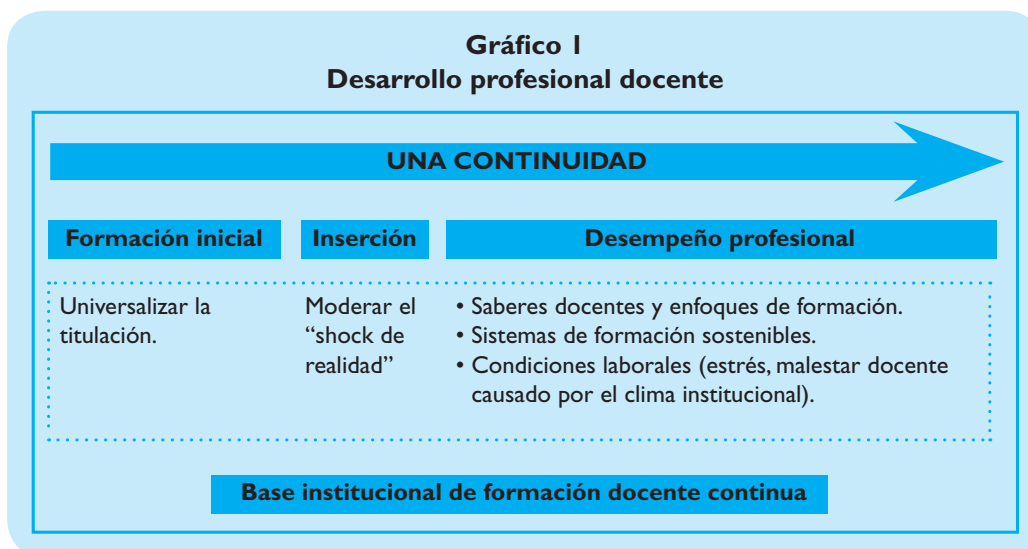 Gráfico 1
Desarrollo profesional docente
UNA CONTINUIDAD
Formación inicial
Inserción
Desempeño profesional
Universalizar la
titulación.
Moderar el
“shock de
realidad”
• Saberes docentes y enfoques de formación.
• Sistemas de formación sostenibles.
• Condiciones laborales (estrés, malestar docente
causado por el clima institucional).
Base institucional de formación docente continua